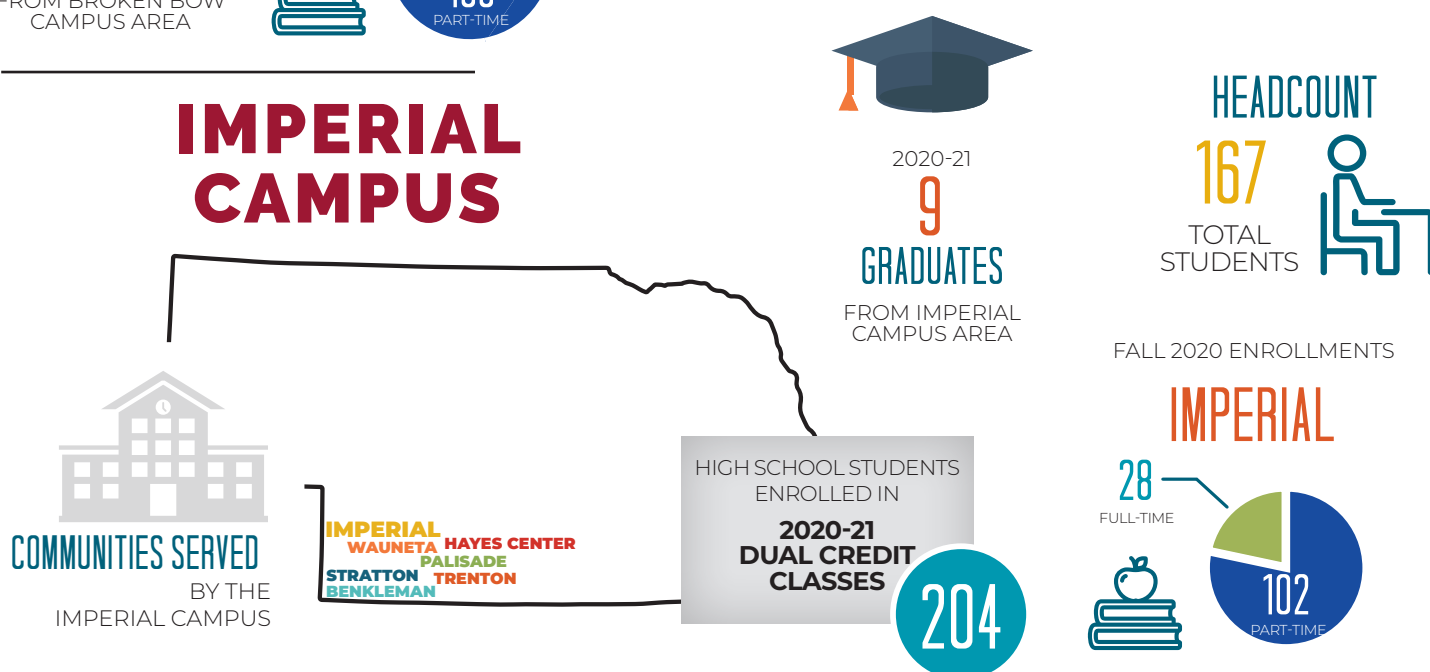 FROM BROKEN BOW
CAMPUS AREA
PART-TIME
IMPERIAL
CAMPUS
2020-21
9
GRADUATES
FROM IMPERIAL
CAMPUS AREA
HEADCOUNT
167
TOTAL
STUDENTS
COMMUNITIES SERVED
BY THE
IMPERIAL CAMPUS
IMPERIAL
WAUNETA HAYES CENTER
PALISADE
STRATTON TRENTON
BENKLEMAN
HIGH SCHOOL STUDENTS
ENROLLED IN
2020-21
DUAL CREDIT
CLASSES
204
FALL 2020 ENROLLMENTS
IMPERIAL
28
FULL-TIME
102
PART-TIME